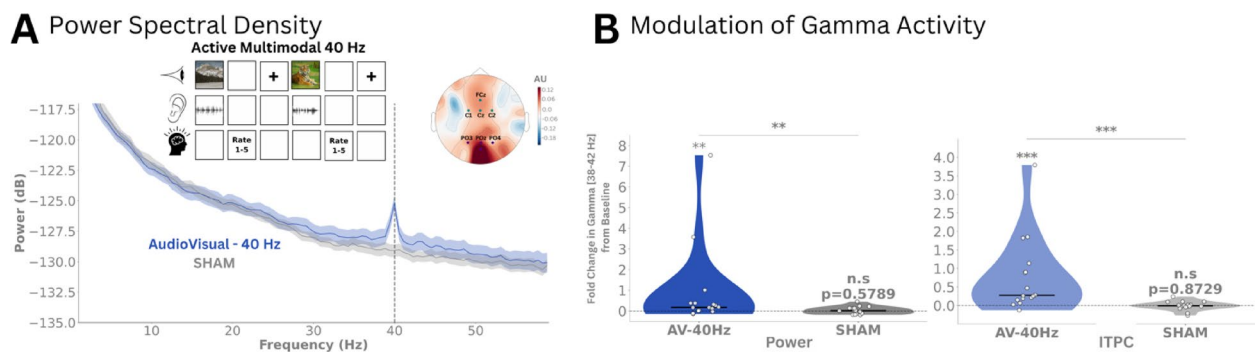 A Power Spectral Density
Active Multimodal 40 Hz
+
+
Rate
1-5
Rate
1-5
AU
0.12
0.06
0.0
-0.06
-0.12
-0.18
FCz
C1 Cz C2
PO3 POz PO4
Power (dB)
−117.5
−120.0
−122.5
−125.0
−127.5
−130.0
−132.5
−135.0
AudioVisual - 40 Hz
SHAM
10 20 30 40 50
Frequency (Hz)
B Modulation of Gamma Activity
Fold Change in Gamma [38-42 Hz]
from Baseline
8
7
6
5
4
3
2
1
0
**
**
n.s
p=0.5789
AV-40Hz SHAM
Power
4.0
3.5
3.0
2.5
2.0
1.5
1.0
0.5
0.0
***
***
n.s
p=0.8729
AV-40Hz SHAM
ITPC